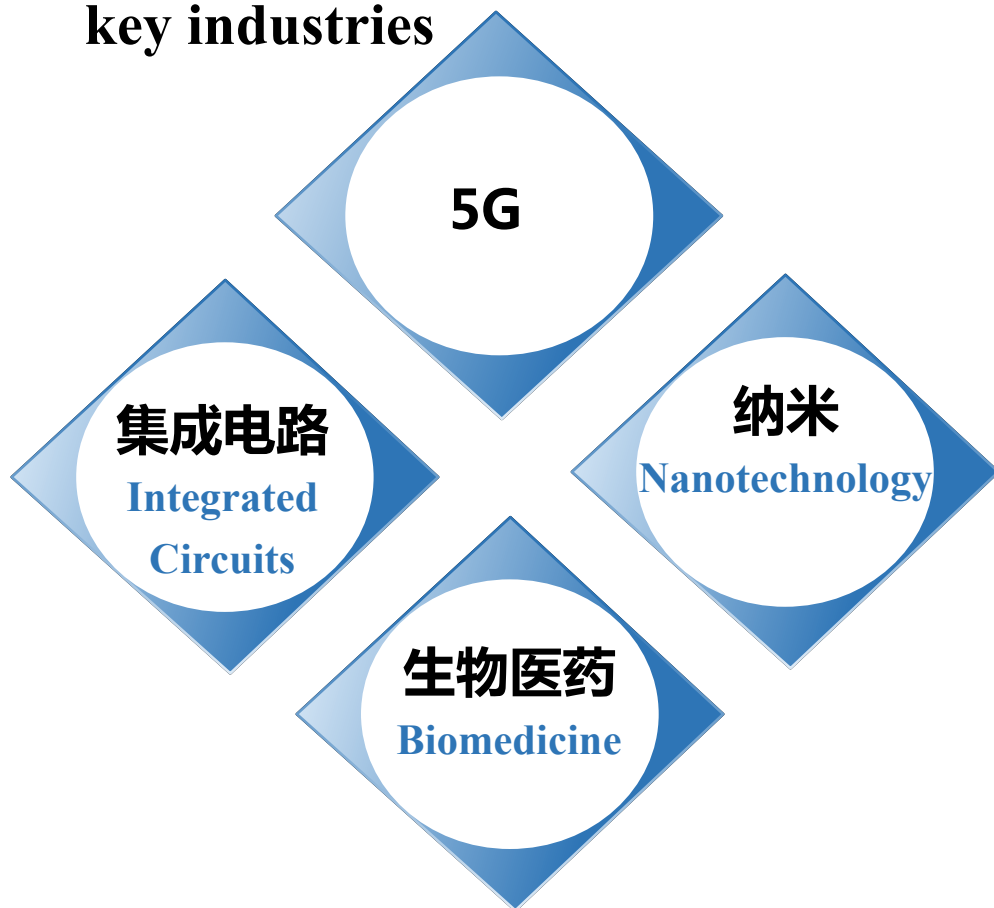 key industries
5G
集成电路
Integrated
Circuits
纳米
Nanotechnology
生物医药
Biomedicine